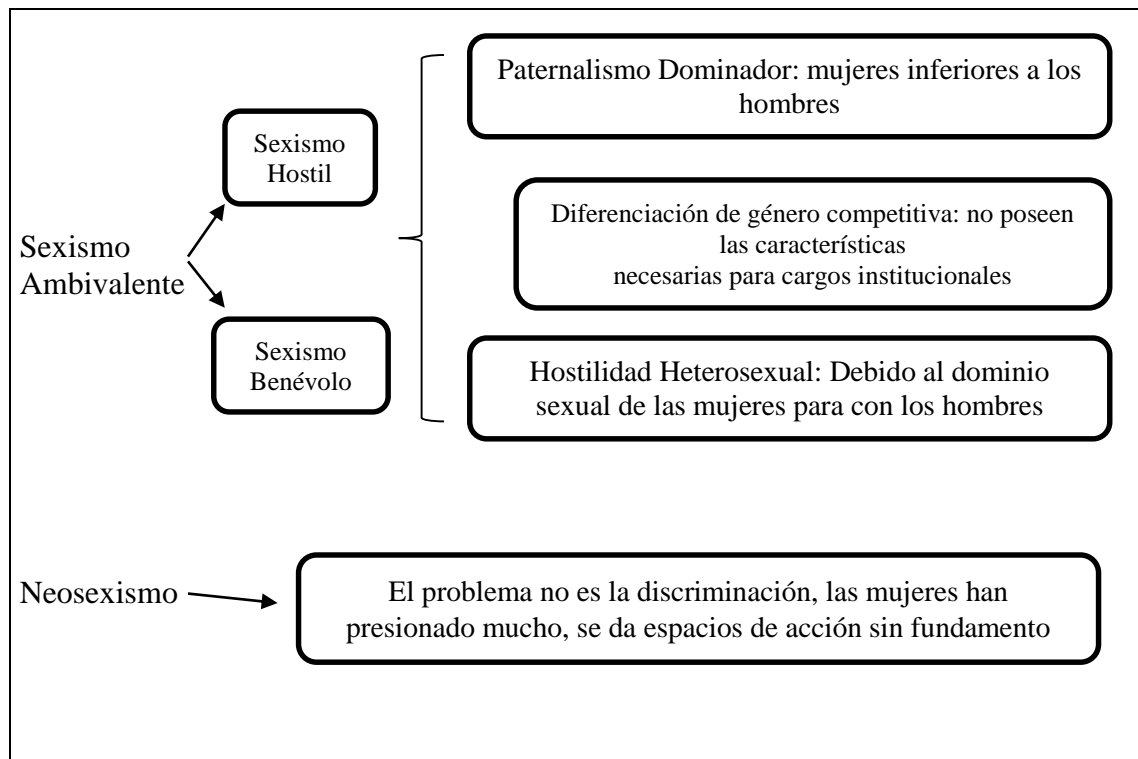 Sexismo
Ambivalente
Sexismo
Hostil
Sexismo
Benévolo
Paternalismo Dominador: mujeres inferiores a los
hombres
Diferenciación de género competitiva: no poseen
las características
necesarias para cargos institucionales
Hostilidad Heterosexual: Debido al dominio
sexual de las mujeres para con los hombres
Neosexismo
El problema no es la discriminación, las mujeres han
presionado mucho, se da espacios de acción sin fundamento